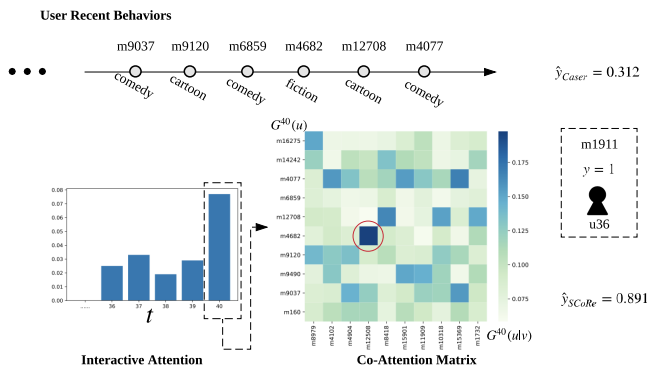 User Recent Behaviors
m9037 m9120 m6859 m4682 m12708 m4077
comedy cartoon comedy fiction cartoon comedy
ŷCaser = 0.312
G⁴⁰(u)
m16275
m14242
m4077
m6859
m12708
m4682
m9120
m9490
m9037
m160
m8979 m4102 m4904 m12508 m8418 m15901 m11909 m10318 m15369 m1732
G⁴⁰(u|v)
0.175
0.150
0.125
0.100
0.075
m1911
y = 1
u36
ŷSCoRe = 0.891
0.08
0.07
0.06
0.05
0.04
0.03
0.02
0.01
0.00
...... 36 37 38 39 40
t
Interactive Attention
Co-Attention Matrix